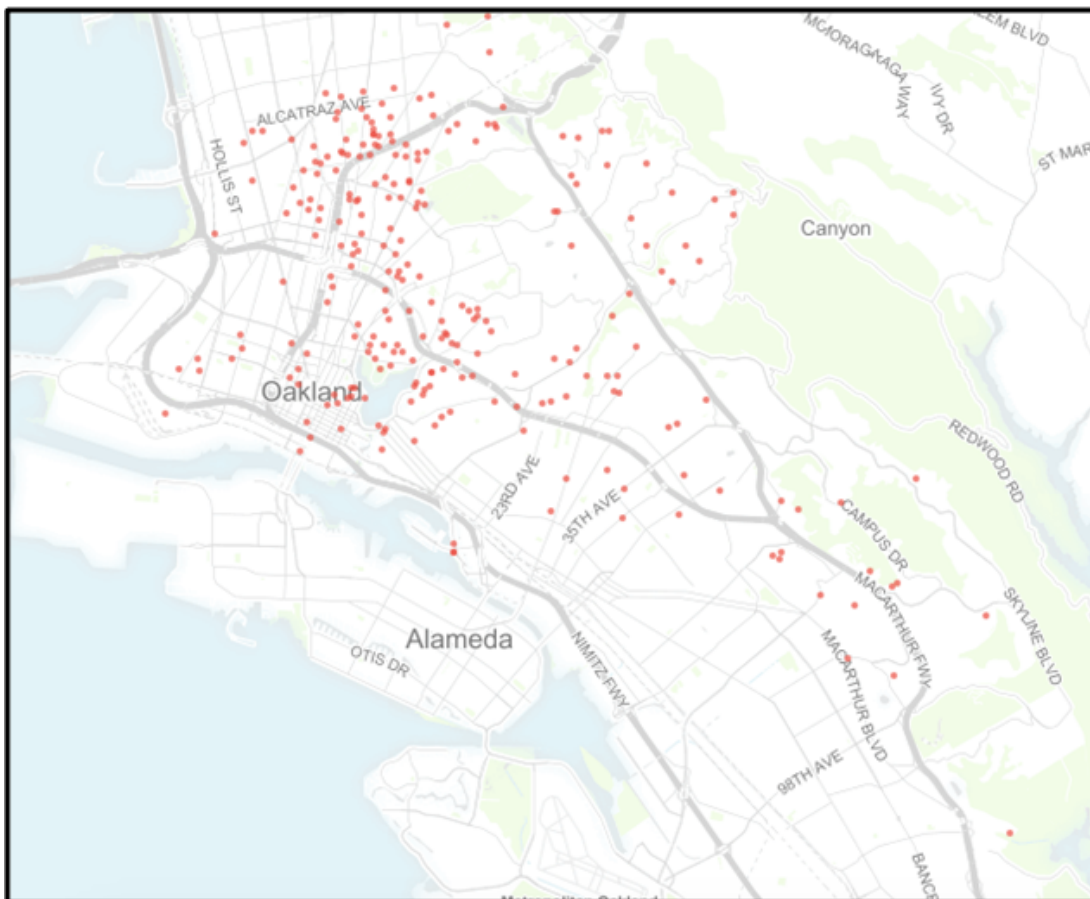 LEM BLVD
MORAGA WAY
IVY DR
ST MAR
ALCATRAZ AVE
HOLLIS ST
Canyon
Oakland
REDWOOD RD
23RD AVE
35TH AVE
CAMPUS DR
MACARTHUR FWY
SKYLINE BLVD
Alameda
OTIS DR
NIMITZ FWY
MACARTHUR BLVD
98TH AVE
BANCR